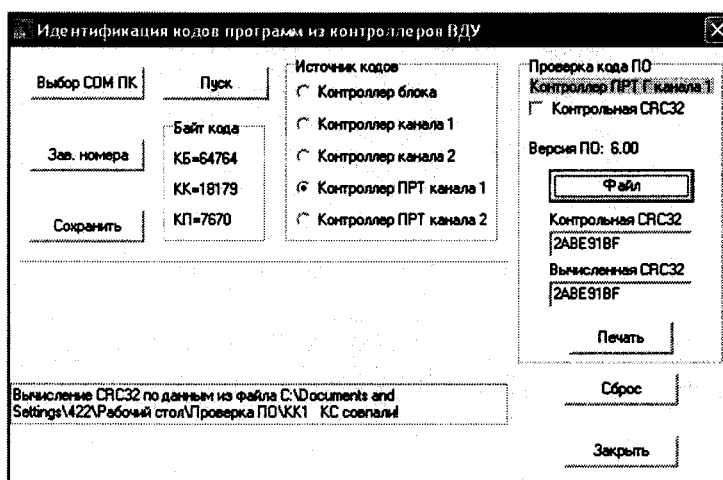 Идентификация кодов программ из контроллеров ВДУ
Выбор COM ПК
Пуск
Зав. номера
Сохранить
Байт кода
КБ=64764
КК=18179
КП=7670
Источник кодов
Контроллер блока
Контроллер канала 1
Контроллер канала 2
Контроллер ПРТ канала 1
Контроллер ПРТ канала 2
Проверка кода ПО
Контроллер ПРТ Г канала 1
Контрольная CRC32
Версия ПО: 6.00
Файл
Контрольная CRC32
2ABE91BF
Вычисленная CRC32
2ABE91BF
Печать
Сброс
Закрыть
Вычисление CRC32 по данным из файла C:\Documents and
Settings\422\Рабочий стол\Проверка ПО\КК1 КС совпали!